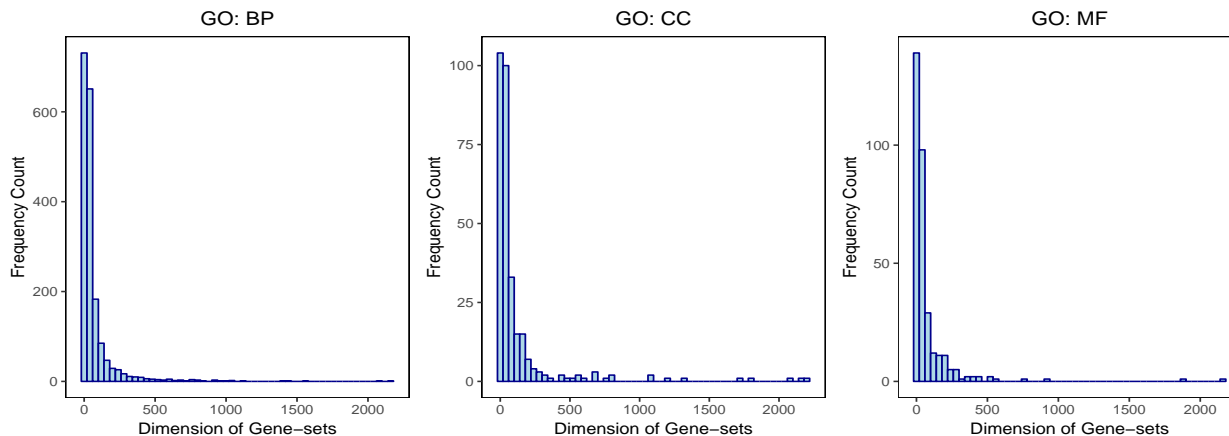 GO: BP
Frequency Count
600
400
200
0
0 500 1000 1500 2000
Dimension of Gene−sets
GO: CC
Frequency Count
100
75
50
25
0
0 500 1000 1500 2000
Dimension of Gene−sets
GO: MF
Frequency Count
100
50
0
0 500 1000 1500 2000
Dimension of Gene−sets